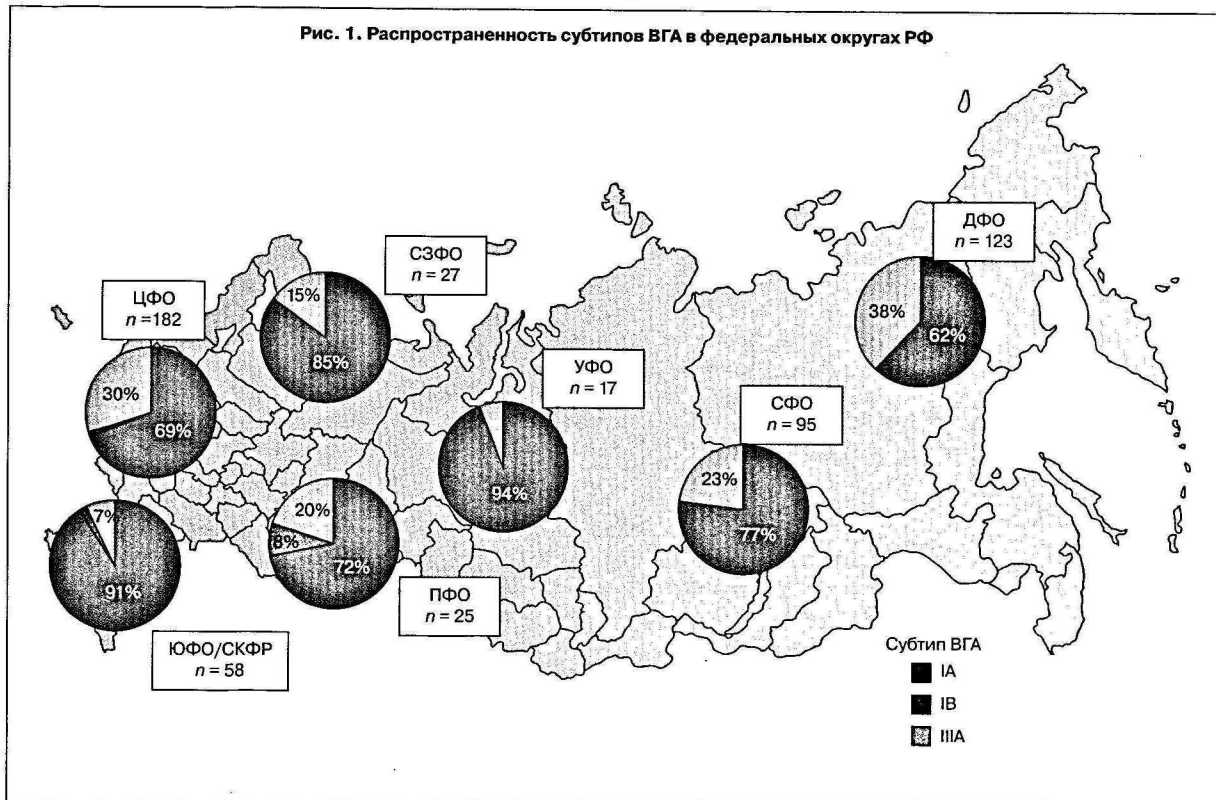 Рис. 1. Распространенность субтипов ВГА в федеральных округах РФ
ДФО
n = 123
38%
62%
СЗФО
n = 27
15%
85%
ЦФО
n =182
30%
69%
УФО
n = 17
94%
СФО
n = 95
23%
77%
20%
8%
72%
ПФО
n = 25
7%
91%
ЮФО/СКФР
n = 58
Субтип ВГА
IA
IB
IIIA